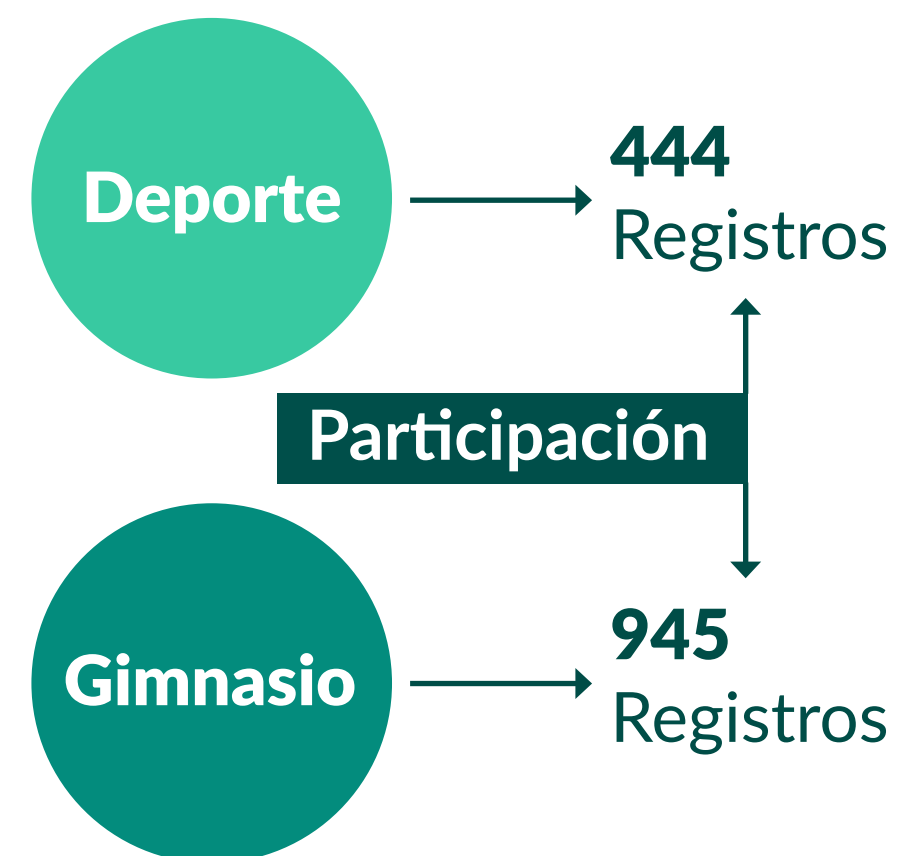 Deporte
444
Registros
Participación
Gimnasio
945
Registros